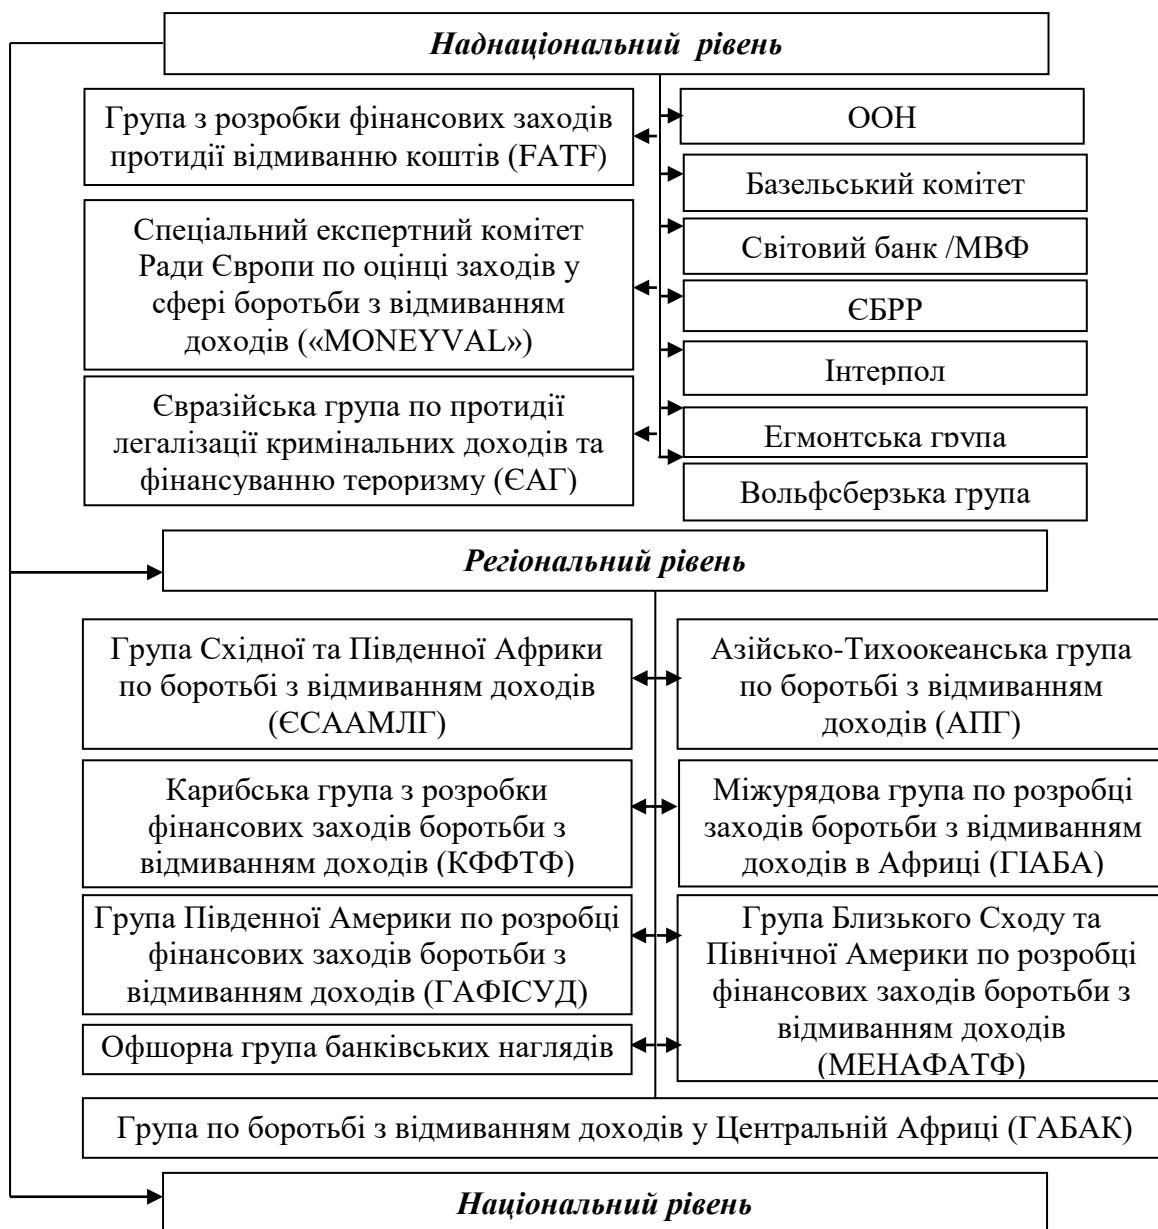 Наднаціональний рівень
Група з розробки фінансових заходів
протидії відмиванню коштів (FATF)
Спеціальний експертний комітет
Ради Європи по оцінці заходів у
сфері боротьби з відмиванням
доходів («MONEYVAL»)
Євразійська група по протидії
легалізації кримінальних доходів та
фінансуванню тероризму (ЄАГ)
ООН
Базельський комітет
Світовий банк /МВФ
ЄБРР
Інтерпол
Егмонтська група
Вольфсберзька група
Регіональний рівень
Група Східної та Південної Африки
по боротьбі з відмиванням доходів
(ЄСААМЛГ)
Азійсько-Тихоокеанська група
по боротьбі з відмиванням
доходів (АПГ)
Карибська група з розробки
фінансових заходів боротьби з
відмиванням доходів (КФФТФ)
Міжурядова група по розробці
заходів боротьби з відмиванням
доходів в Африці (ГІАБА)
Група Південної Америки по розробці
фінансових заходів боротьби з
відмиванням доходів (ГАФІСУД)
Група Близького Сходу та
Північної Америки по розробці
фінансових заходів боротьби з
відмиванням доходів
(МЕНАФАТФ)
Офшорна група банківських наглядів
Група по боротьбі з відмиванням доходів у Центральній Африці (ГАБАК)
Національний рівень